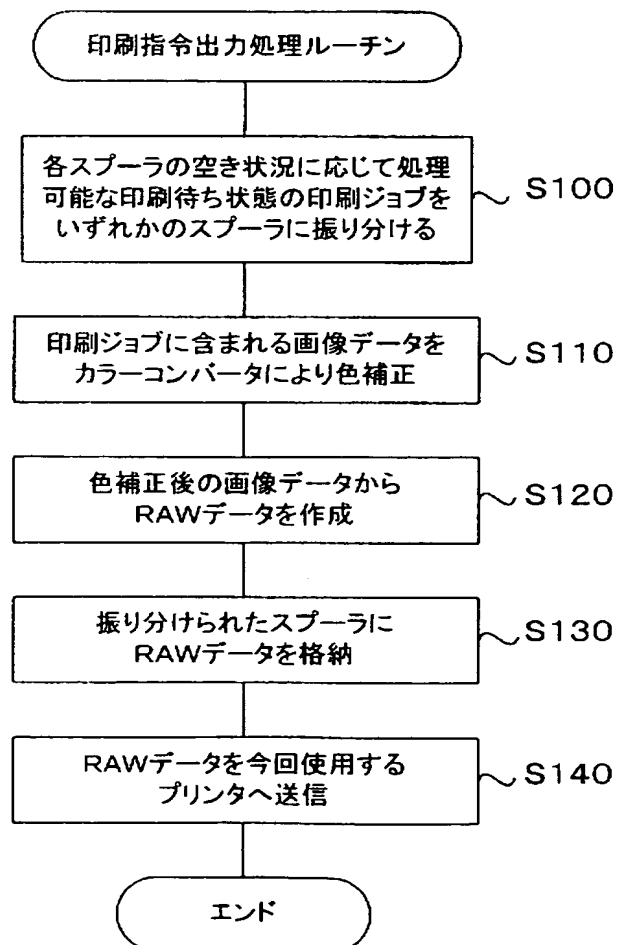 印刷指令出力処理ルーチン
各スプーラの空き状況に応じて処理
可能な印刷待ち状態の印刷ジョブを
いずれかのスプーラに振り分ける
S100
印刷ジョブに含まれる画像データを
カラーコンバータにより色補正
S110
色補正後の画像データから
RAWデータを作成
S120
振り分けられたスプーラに
RAWデータを格納
S130
RAWデータを今回使用する
プリンタへ送信
S140
エンド